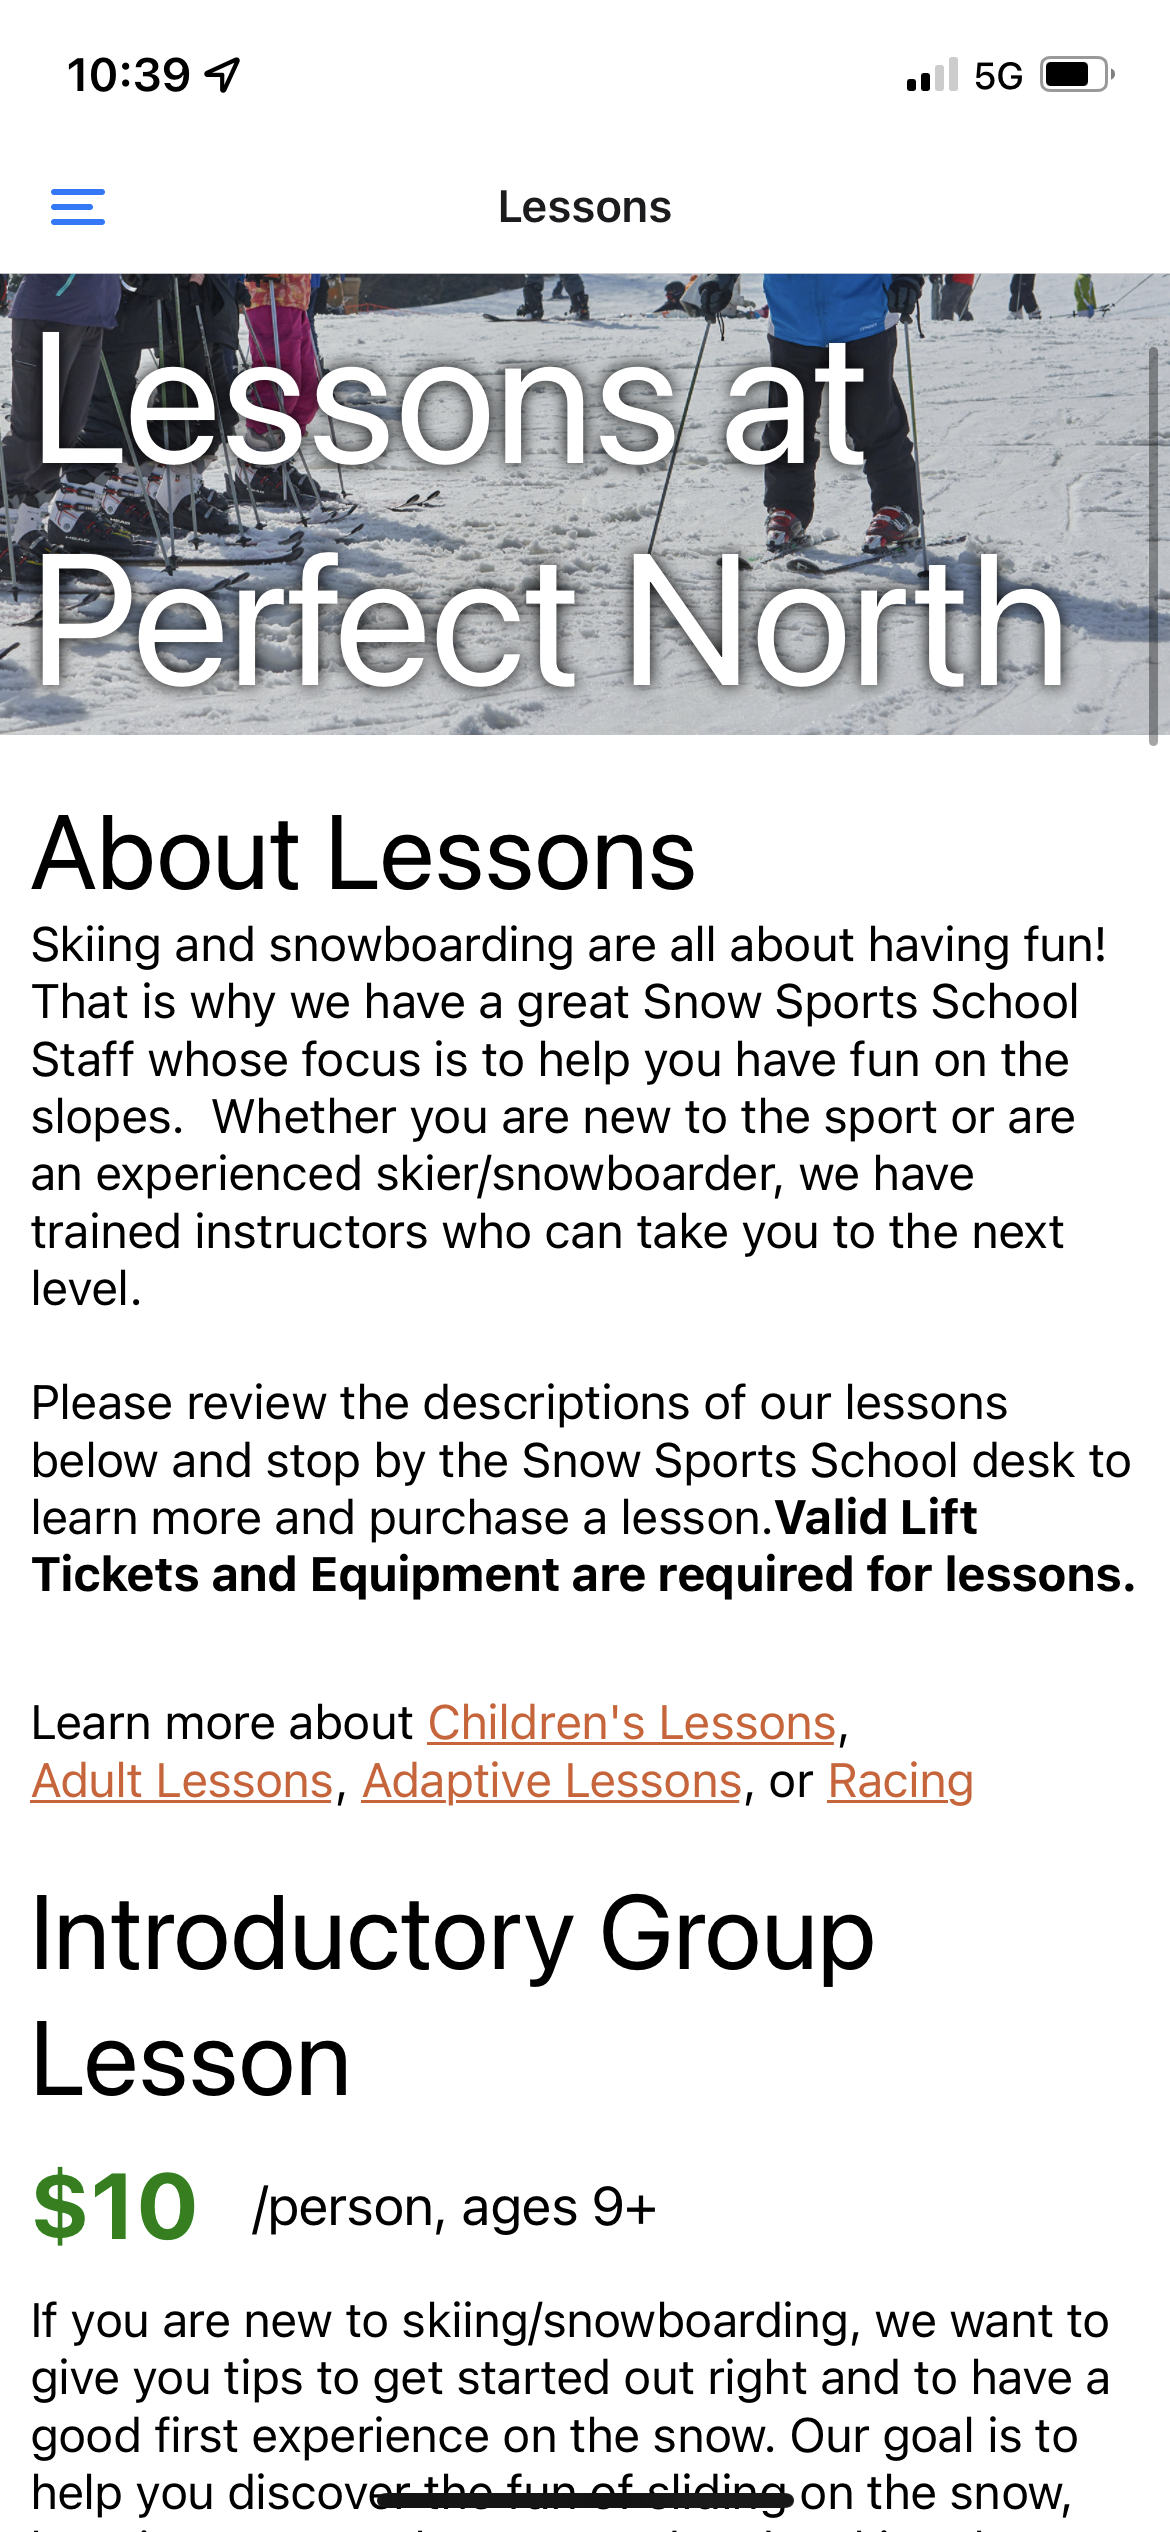 10:39
5G
Lessons
Lessons at
Perfect North
About Lessons
Skiing and snowboarding are all about having fun!
That is why we have a great Snow Sports School
Staff whose focus is to help you have fun on the
slopes.  Whether you are new to the sport or are
an experienced skier/snowboarder, we have
trained instructors who can take you to the next
level.
Please review the descriptions of our lessons
below and stop by the Snow Sports School desk to
learn more and purchase a lesson.Valid Lift
Tickets and Equipment are required for lessons.
Learn more about Children's Lessons,
Adult Lessons, Adaptive Lessons, or Racing
Introductory Group
Lesson
$10 /person, ages 9+
If you are new to skiing/snowboarding, we want to
give you tips to get started out right and to have a
good first experience on the snow. Our goal is to
help you discover the fun of sliding on the snow,